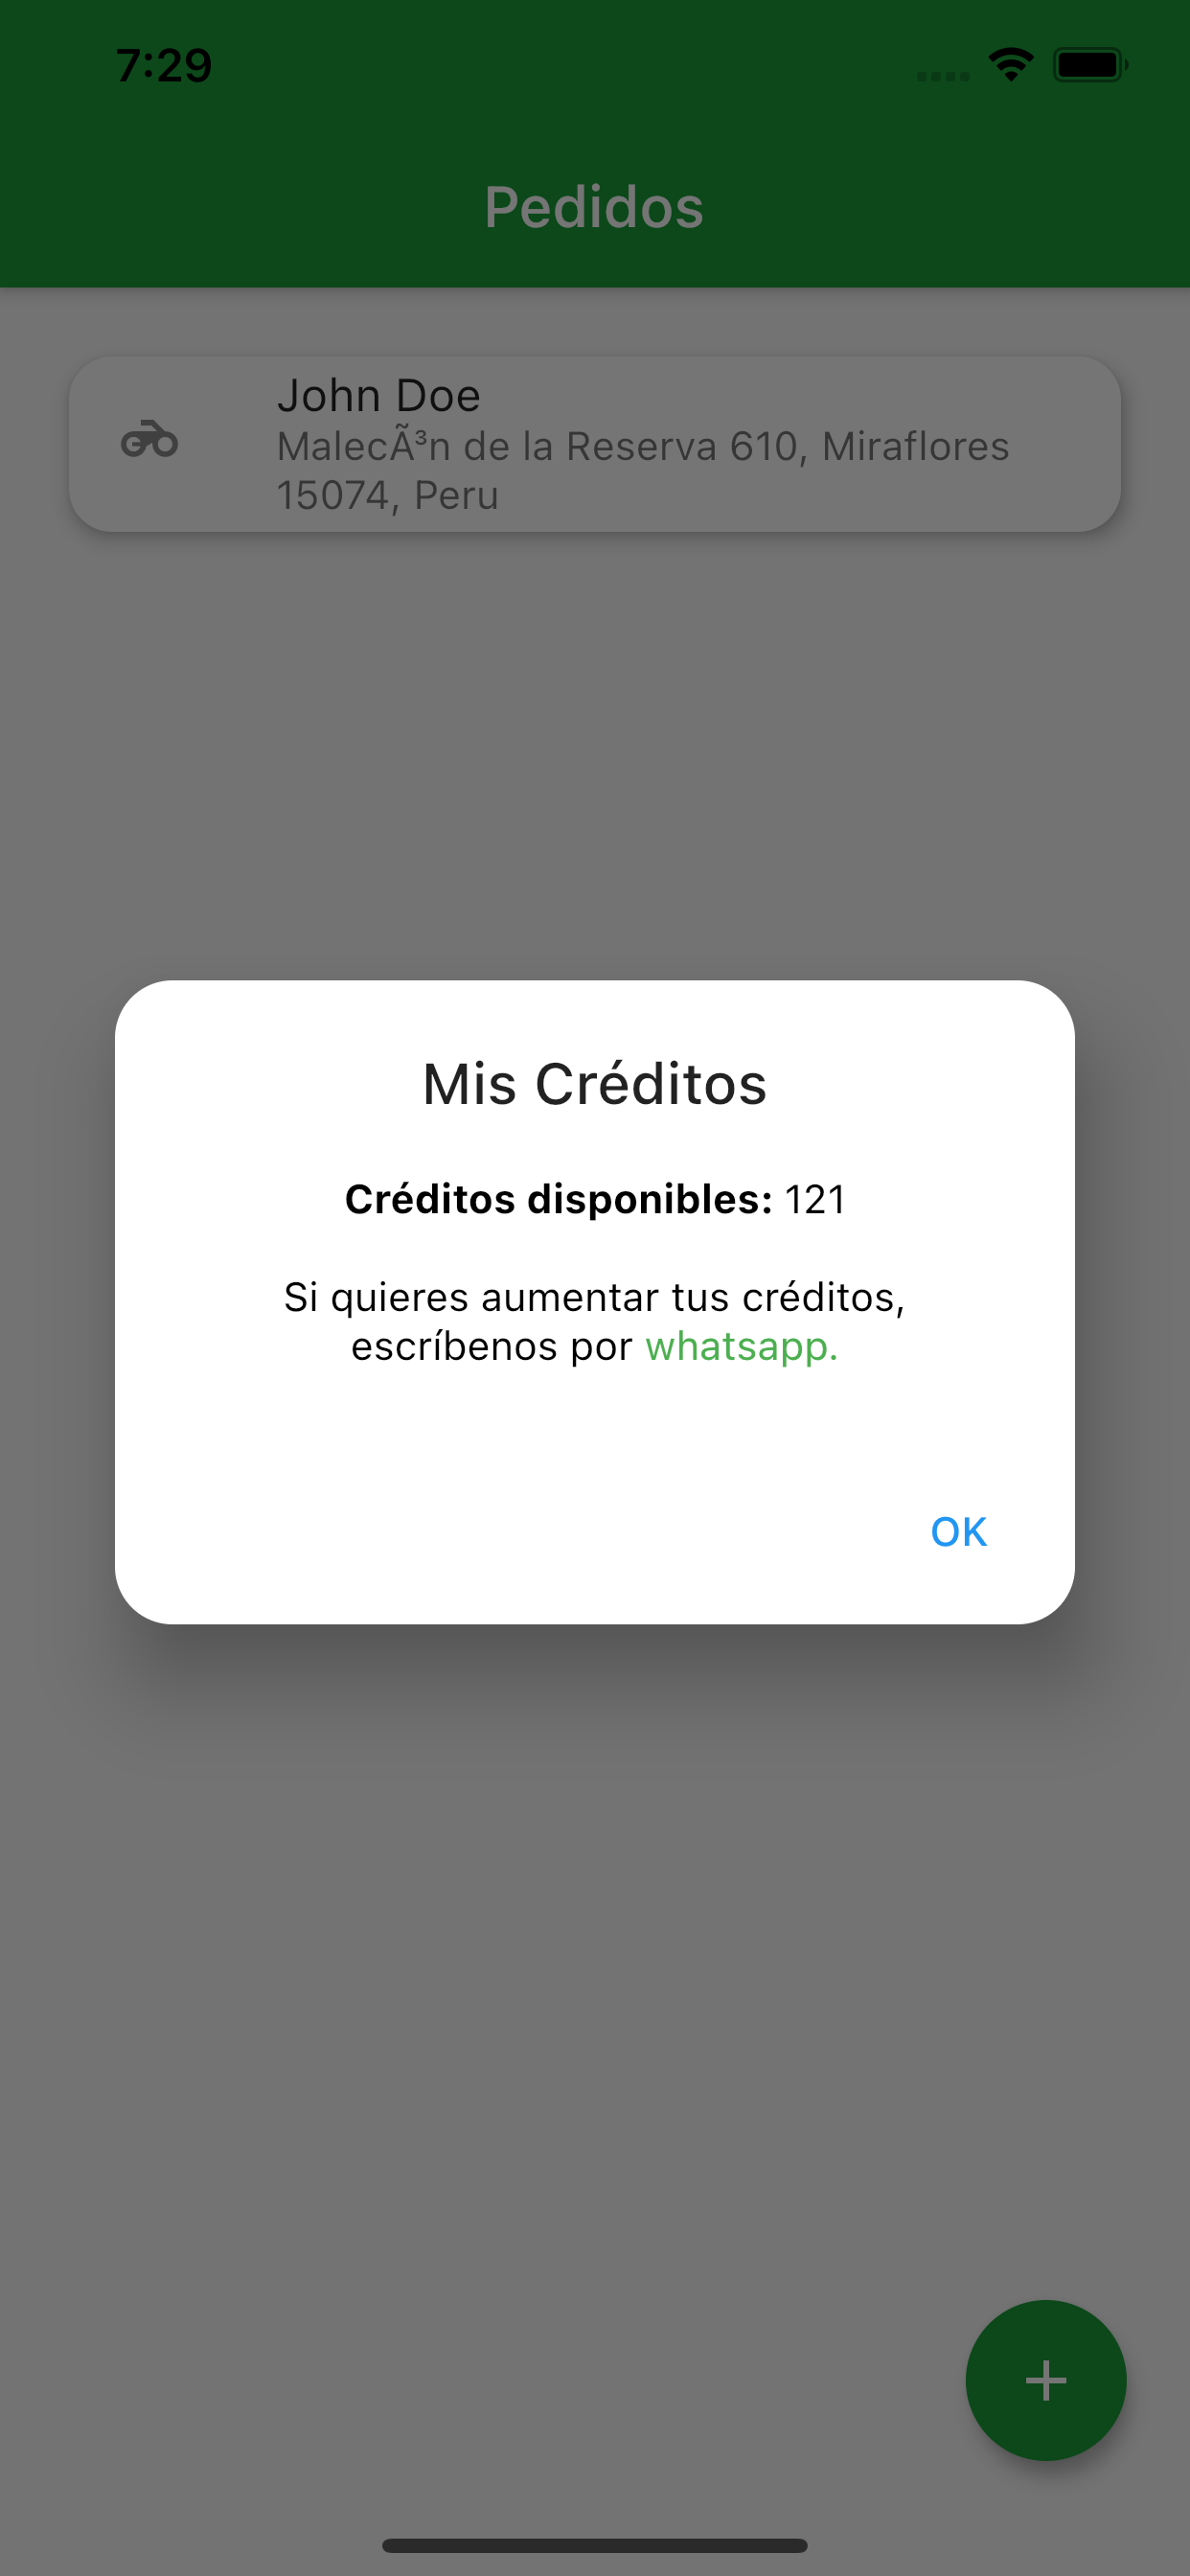 7:29
Pedidos
John Doe
MalecÃ³n de la Reserva 610, Miraflores
15074, Peru
Mis Créditos
Créditos disponibles: 121
Si quieres aumentar tus créditos,
escríbenos por whatsapp.
OK